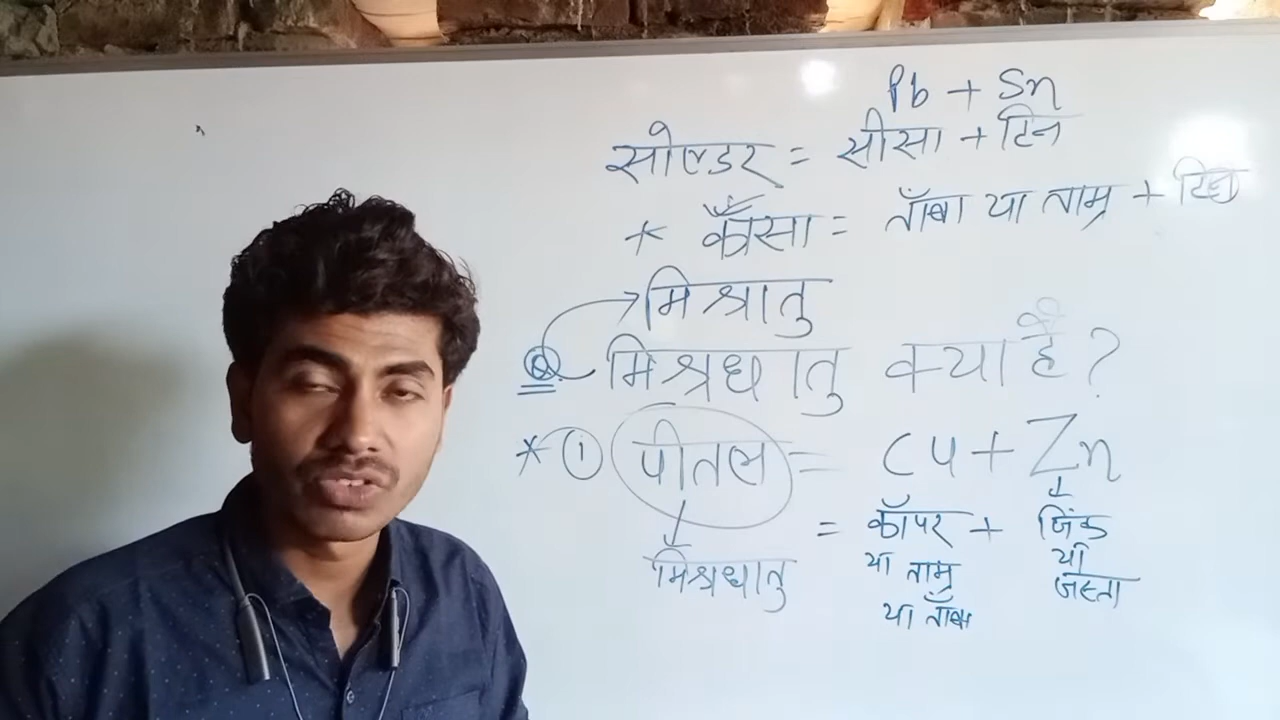 Pb + Sn
सोल्डर = सीसा + टिन
* काँसा = ताँबा या ताम्र + टिन
मिश्रातु
Q मिश्रधातु क्या है ?
* ① पीतल = Cu + Zn
= कॉपर + जिंक
मिश्रधातु या ताम्र या जस्ता
या ताँबा